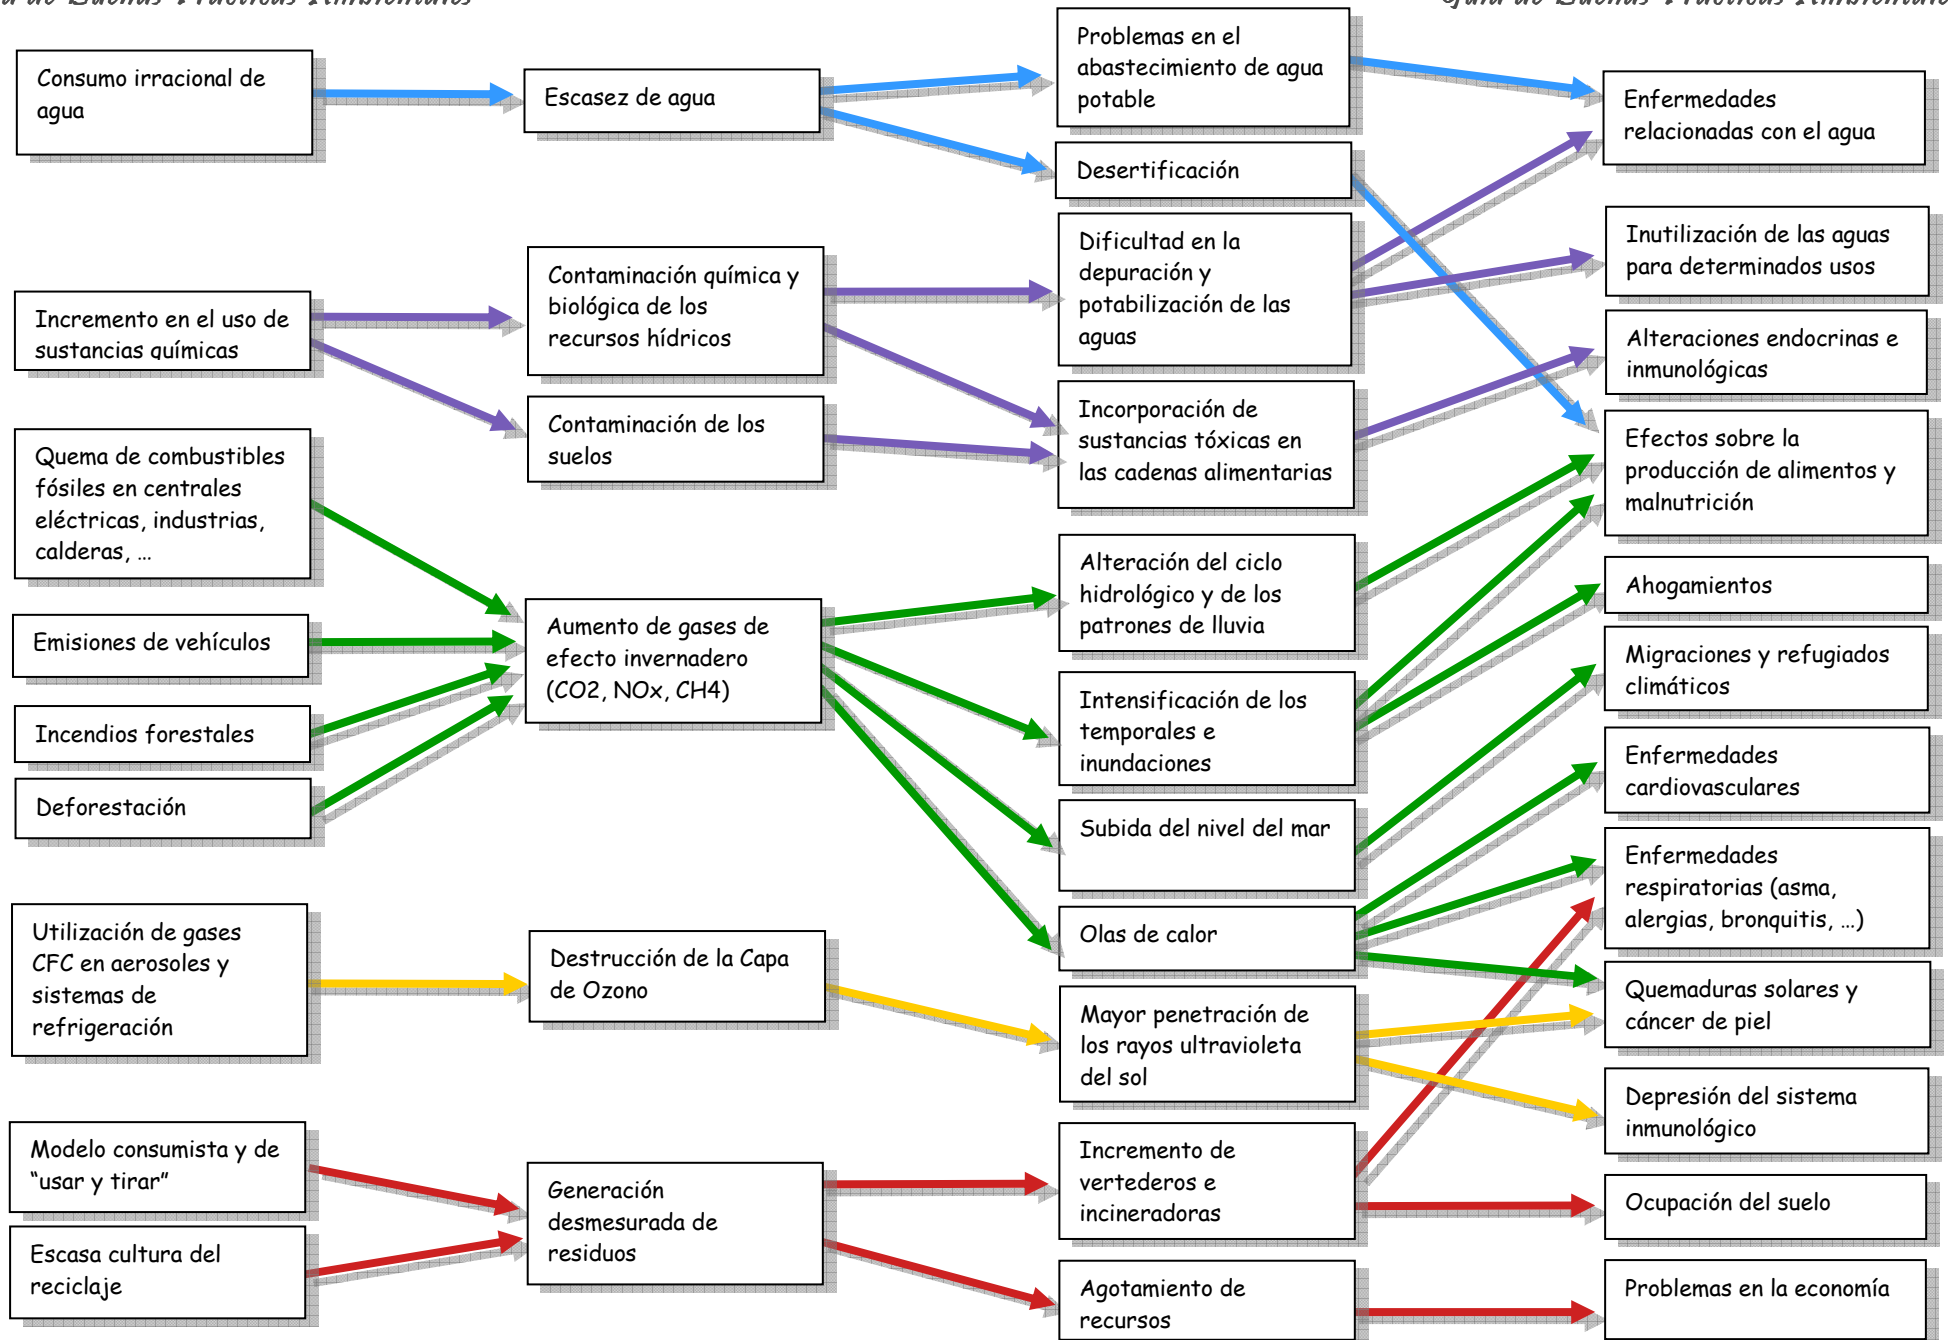 Consumo irracional de
agua
Incremento en el uso de
sustancias químicas
Quema de combustibles
fósiles en centrales
eléctricas, industrias,
calderas, …
Emisiones de vehículos
Incendios forestales
Deforestación
Utilización de gases
CFC en aerosoles y
sistemas de
refrigeración
Modelo consumista y de
“usar y tirar”
Escasa cultura del
reciclaje
Escasez de agua
Contaminación química y
biológica de los
recursos hídricos
Contaminación de los
suelos
Aumento de gases de
efecto invernadero
(CO2, NOx, CH4)
Destrucción de la Capa
de Ozono
Generación
desmesurada de
residuos
Problemas en el
abastecimiento de agua
potable
Desertificación
Dificultad en la
depuración y
potabilización de las
aguas
Incorporación de
sustancias tóxicas en
las cadenas alimentarias
Alteración del ciclo
hidrológico y de los
patrones de lluvia
Intensificación de los
temporales e
inundaciones
Subida del nivel del mar
Olas de calor
Mayor penetración de
los rayos ultravioleta
del sol
Incremento de
vertederos e
incineradoras
Agotamiento de
recursos
Enfermedades
relacionadas con el agua
Inutilización de las aguas
para determinados usos
Alteraciones endocrinas e
inmunológicas
Efectos sobre la
producción de alimentos y
malnutrición
Ahogamientos
Migraciones y refugiados
climáticos
Enfermedades
cardiovasculares
Enfermedades
respiratorias (asma,
alergias, bronquitis, …)
Quemaduras solares y
cáncer de piel
Depresión del sistema
inmunológico
Ocupación del suelo
Problemas en la economía